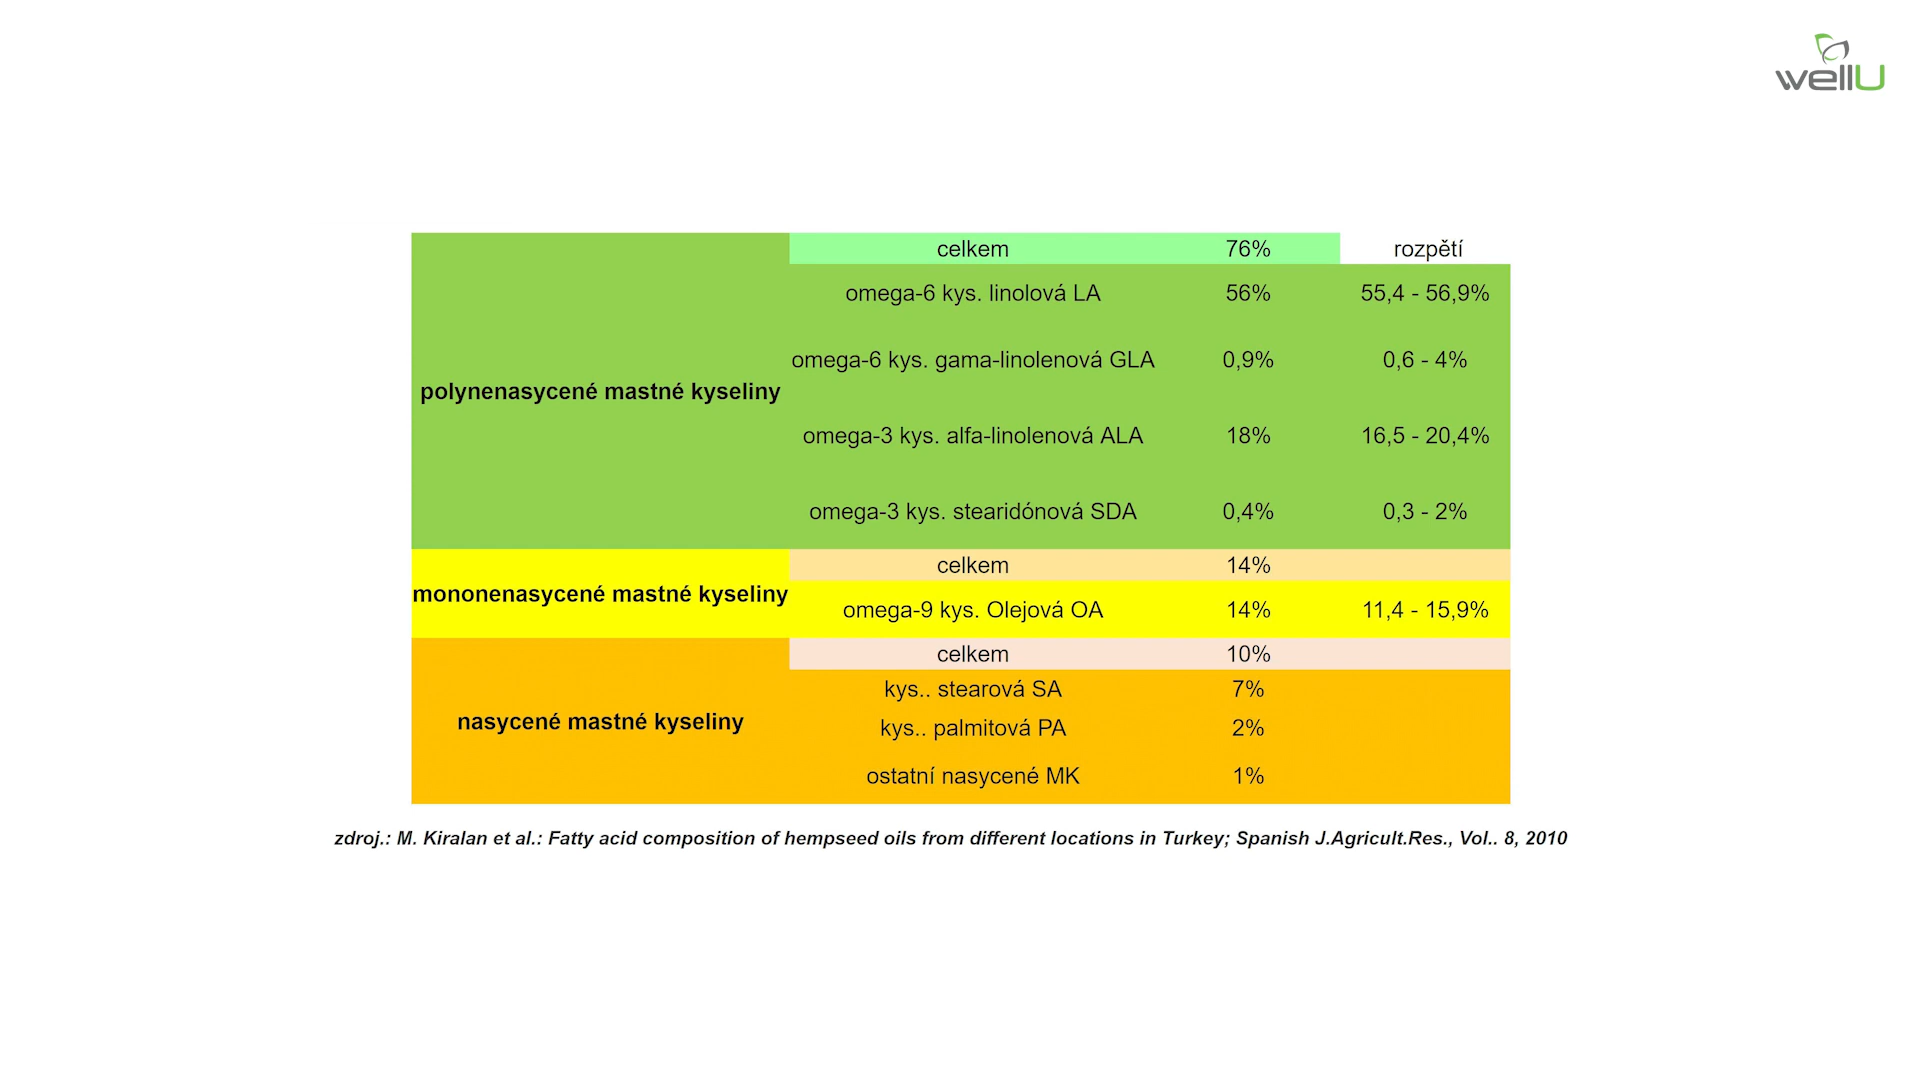 wellU
celkem 76% rozpětí
omega-6 kys. linolová LA 56% 55,4 - 56,9%
omega-6 kys. gama-linolenová GLA 0,9% 0,6 - 4%
polynenasycené mastné kyseliny
omega-3 kys. alfa-linolenová ALA 18% 16,5 - 20,4%
omega-3 kys. stearidónová SDA 0,4% 0,3 - 2%
celkem 14%
mononenasycené mastné kyseliny
omega-9 kys. Olejová OA 14% 11,4 - 15,9%
celkem 10%
kys.. stearová SA 7%
nasycené mastné kyseliny
kys.. palmitová PA 2%
ostatní nasycené MK 1%
zdroj.: M. Kiralan et al.: Fatty acid composition of hempseed oils from different locations in Turkey; Spanish J.Agricult.Res., Vol.. 8, 2010